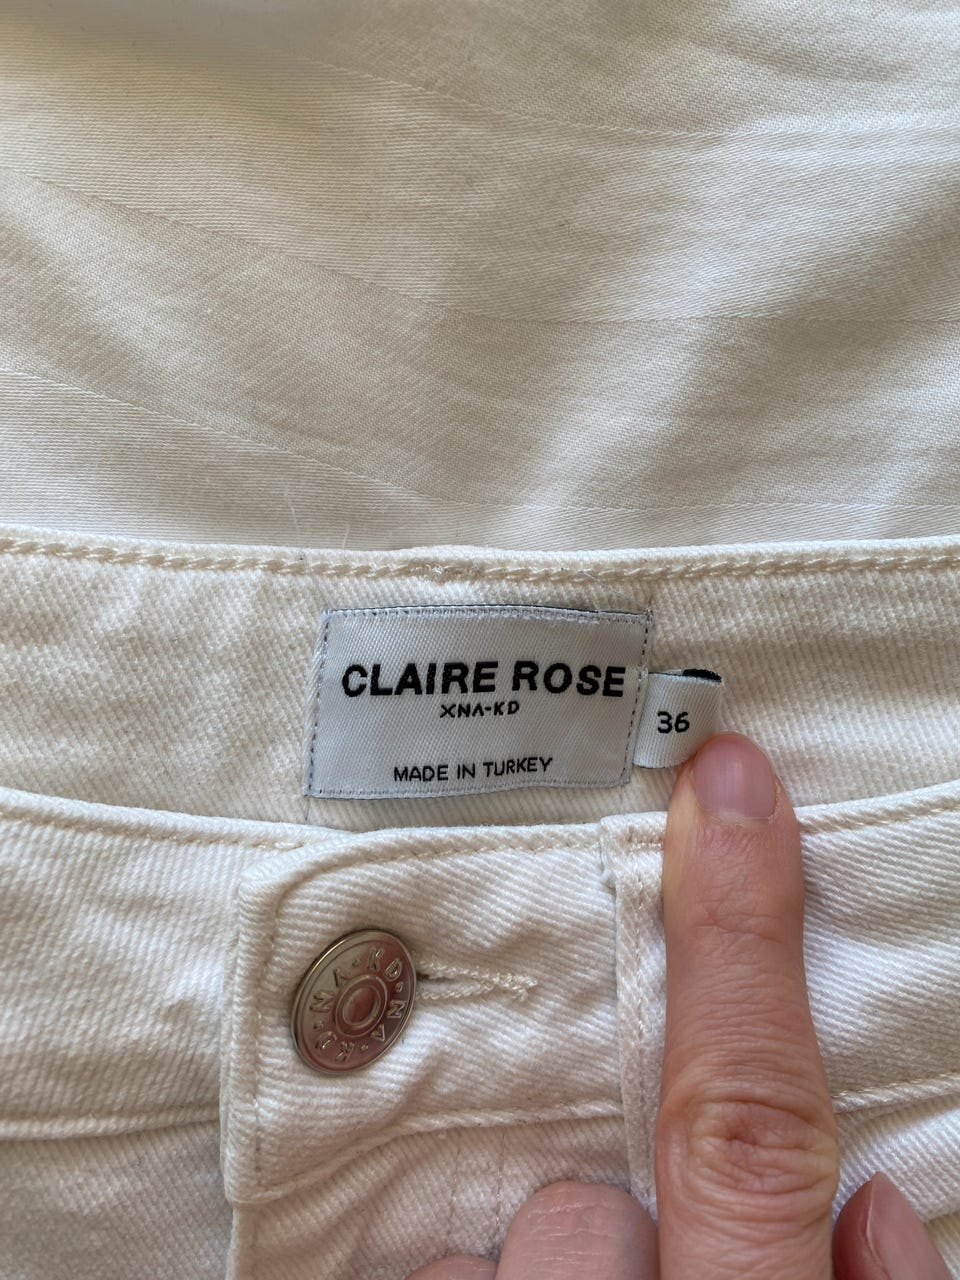 CLAIRE ROSE
XNA-KD
MADE IN TURKEY
36
NA-KD·NA·KD·